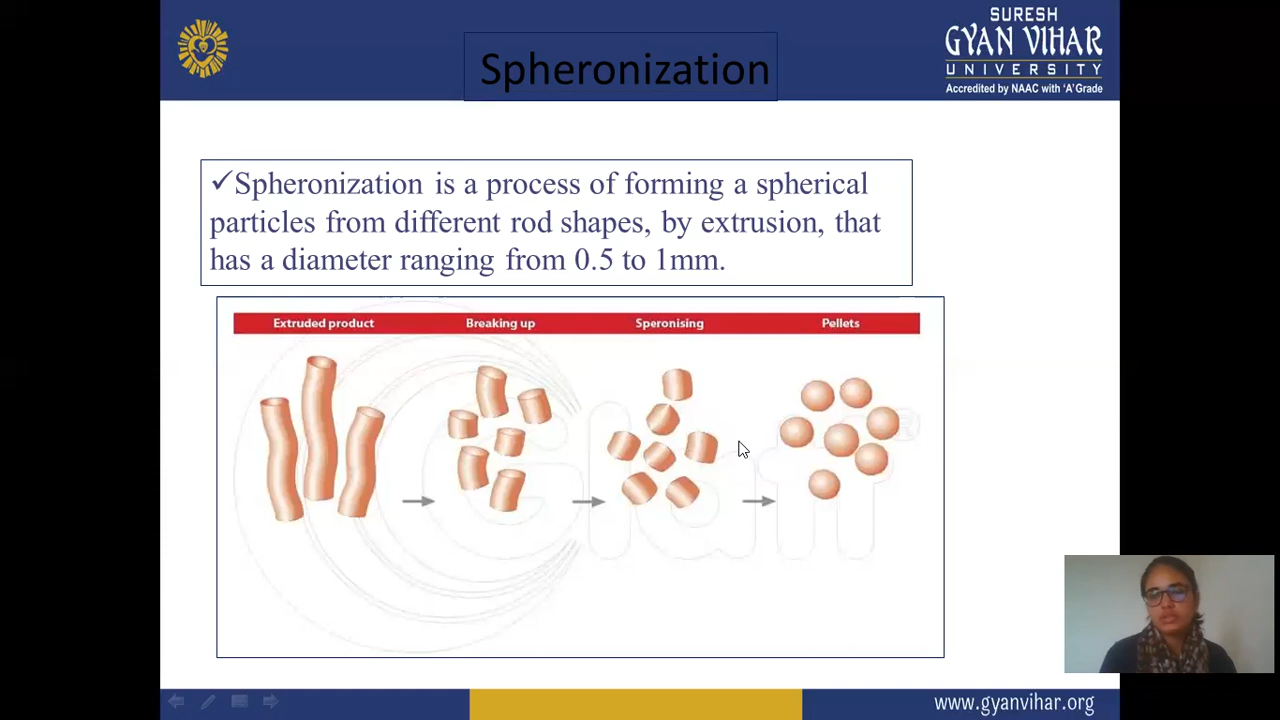 SURESH
GYAN VIHAR
UNIVERSITY
Accredited by NAAC with 'A' Grade
Spheronization
✓Spheronization is a process of forming a spherical
particles from different rod shapes, by extrusion, that
has a diameter ranging from 0.5 to 1mm.
Extruded product Breaking up Speronising Pellets
Glatt
www.gyanvihar.org